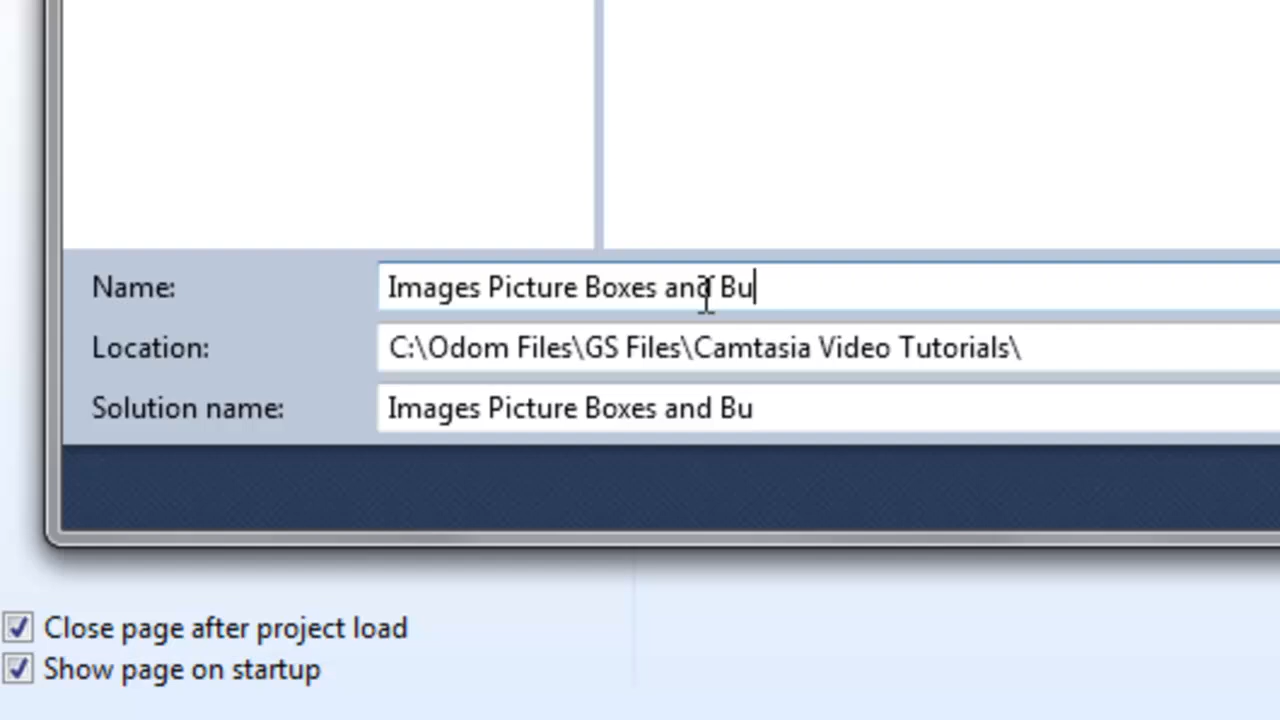 Name: Images Picture Boxes and Bu
Location: C:\Odom Files\GS Files\Camtasia Video Tutorials\
Solution name: Images Picture Boxes and Bu
Close page after project load
Show page on startup